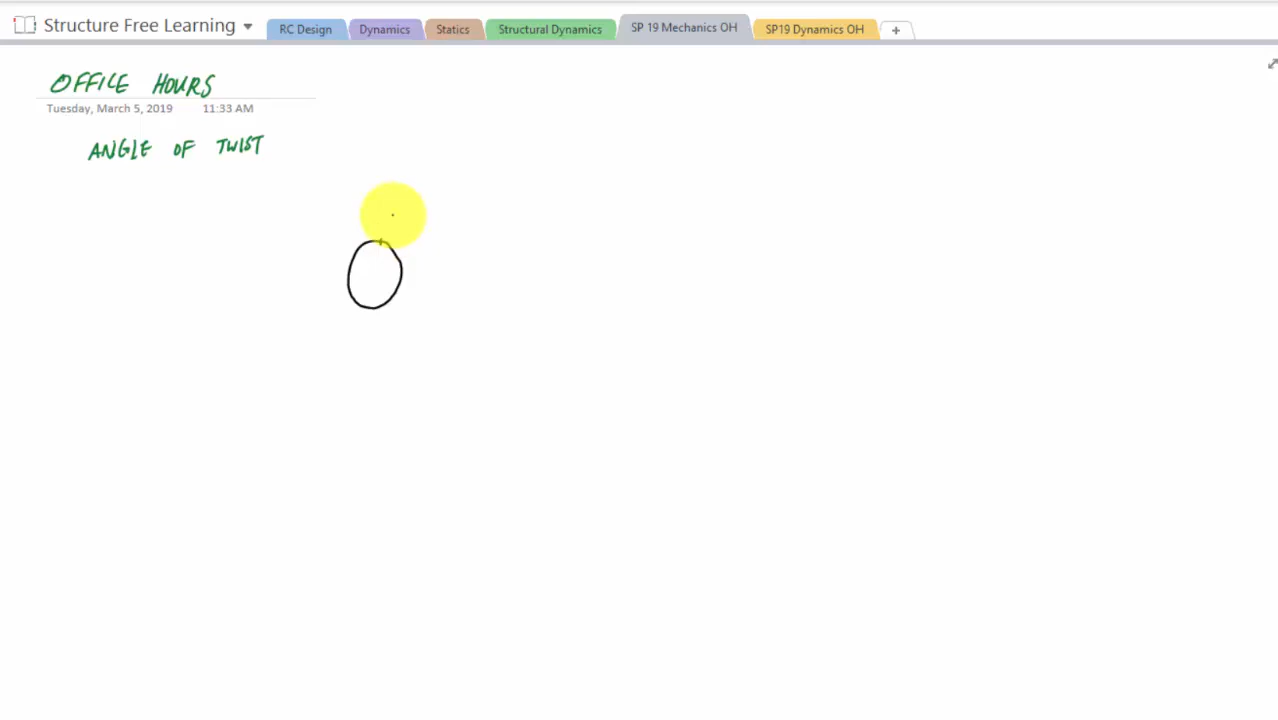 Structure Free Learning
RC Design
Dynamics
Statics
Structural Dynamics
SP 19 Mechanics OH
SP19 Dynamics OH
OFFICE HOURS
Tuesday, March 5, 2019 11:33 AM
ANGLE OF TWIST